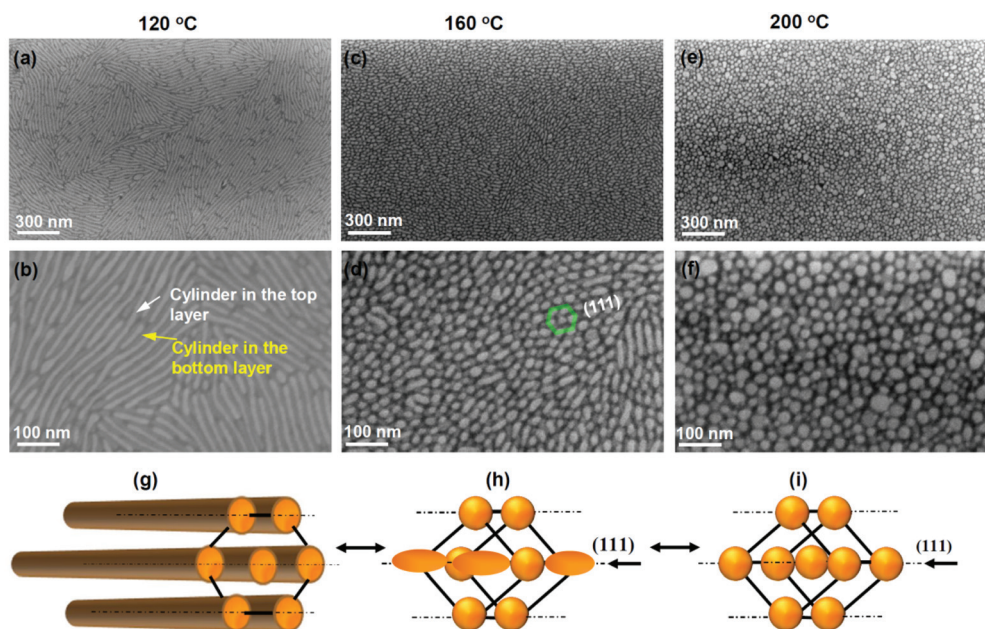 120 °C
160 °C
200 °C
(a)
(c)
(e)
300 nm
300 nm
300 nm
(b)
(d)
(f)
Cylinder in the top
layer
Cylinder in the
bottom layer
(111)
100 nm
100 nm
100 nm
(g)
(h)
(i)
(111)
(111)